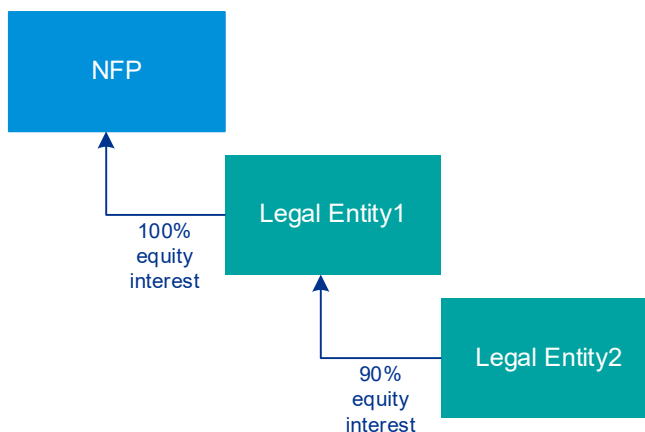 NFP
Legal Entity1
100%
equity
interest
Legal Entity2
90%
equity
interest